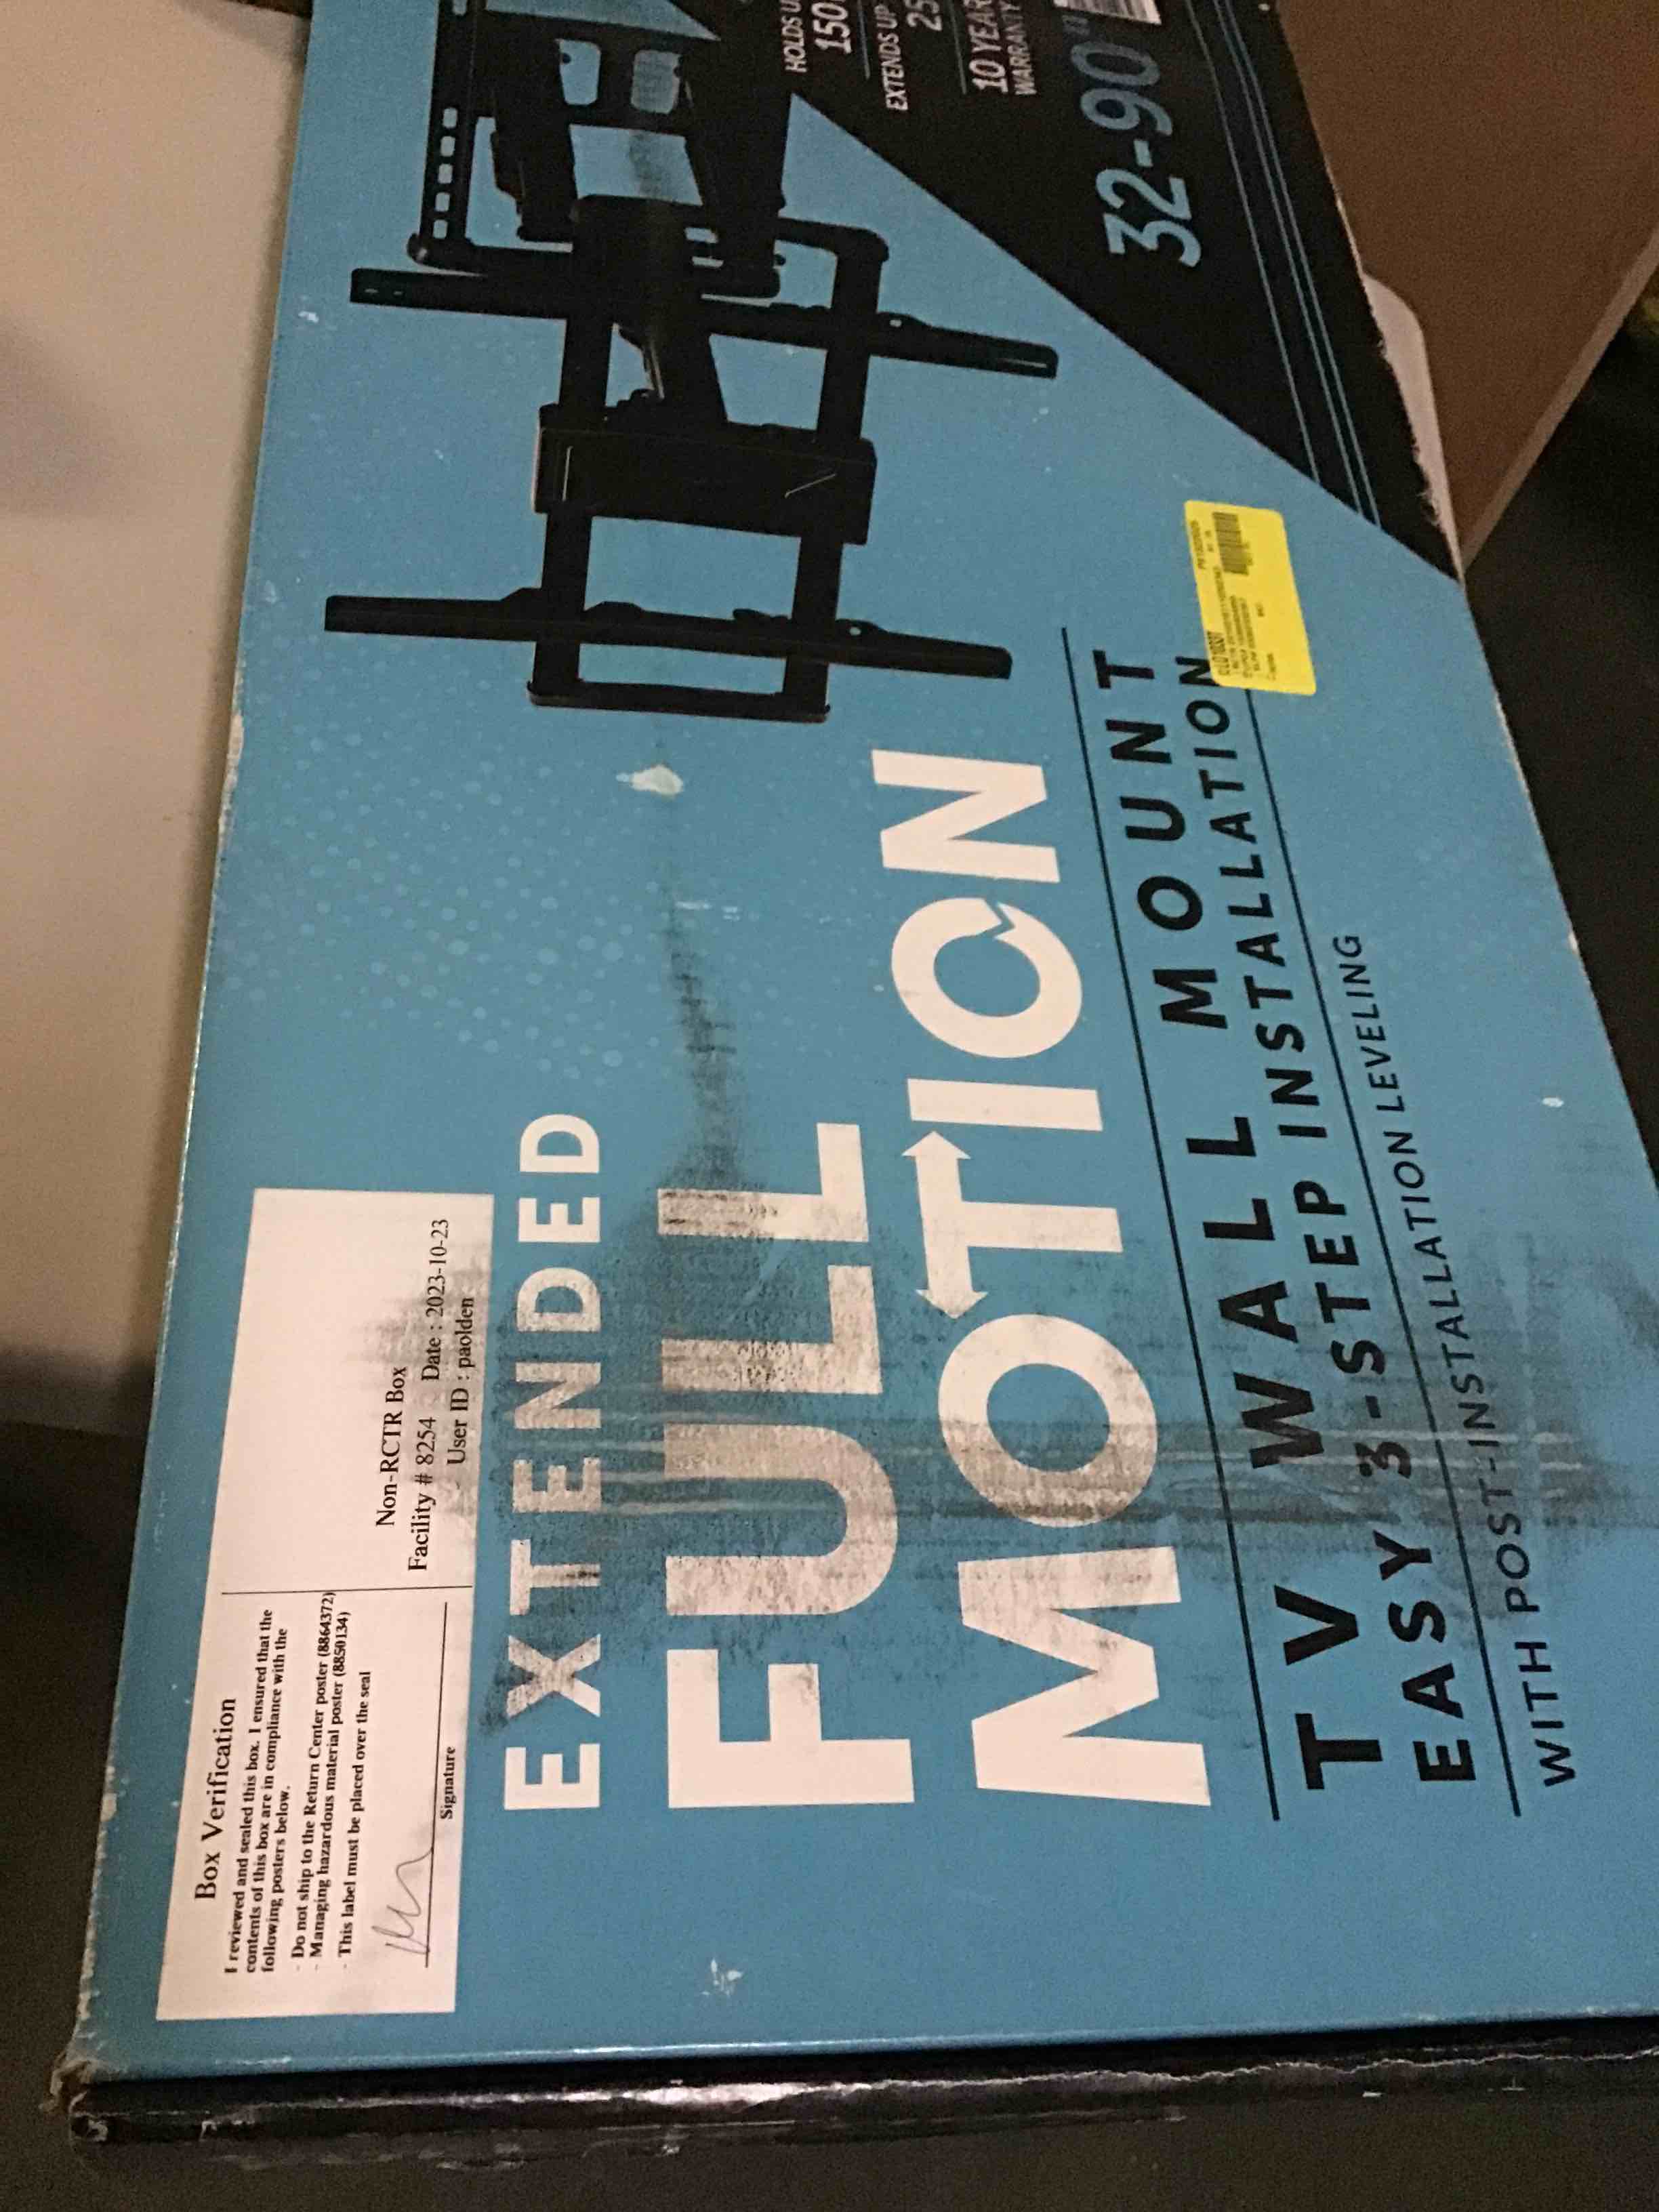 Box Verification
I reviewed and sealed this box. I ensured that the
contents of this box are in compliance with the
following posters below.
- Do not ship to the Return Center poster (8864372)
- Managing hazardous material poster (8850134)
- This label must be placed over the seal
Signature
Non-RCTR Box
Facility # 8254 Date : 2023-10-23
User ID : paolden
EXTENDED
FULL
MOTION
TV WALL MOUNT
EASY 3-STEP INSTALLATION
WITH POST-INSTALLATION LEVELING
HOLDS
150
EXTENDS UP
25
10 YEAR
WARRANTY
32-90"